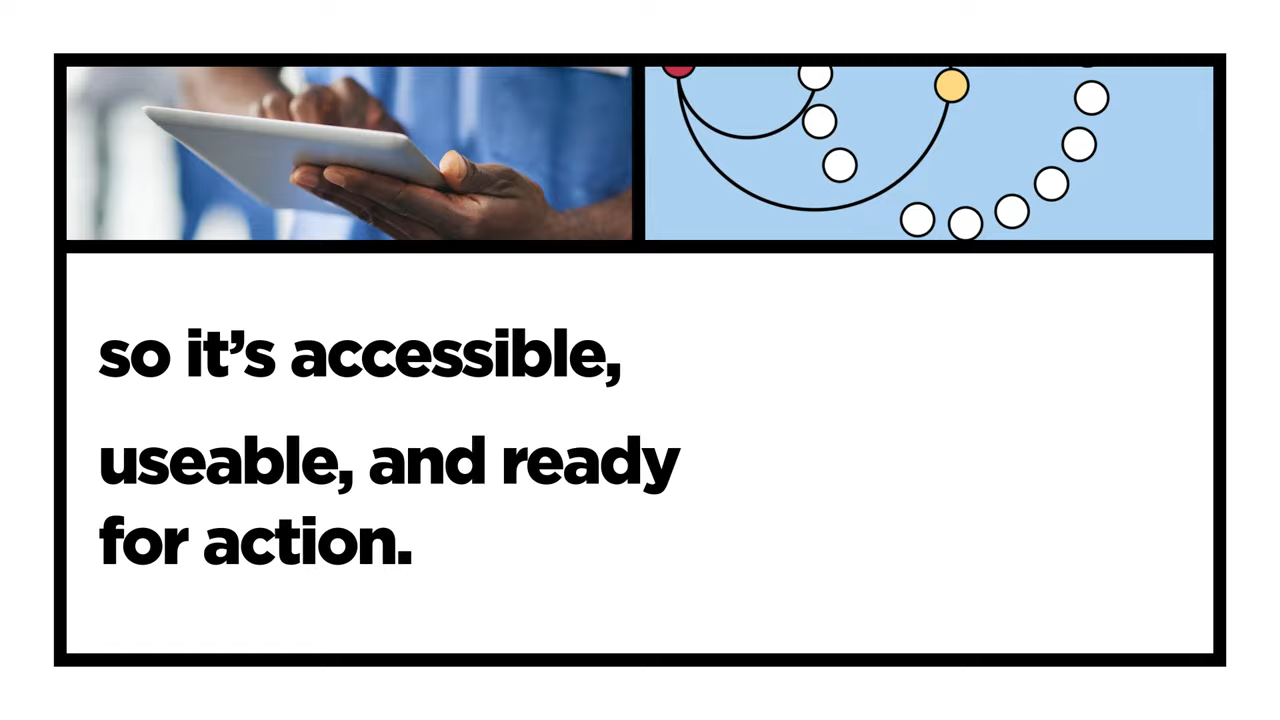 so it’s accessible,
useable, and ready
for action.